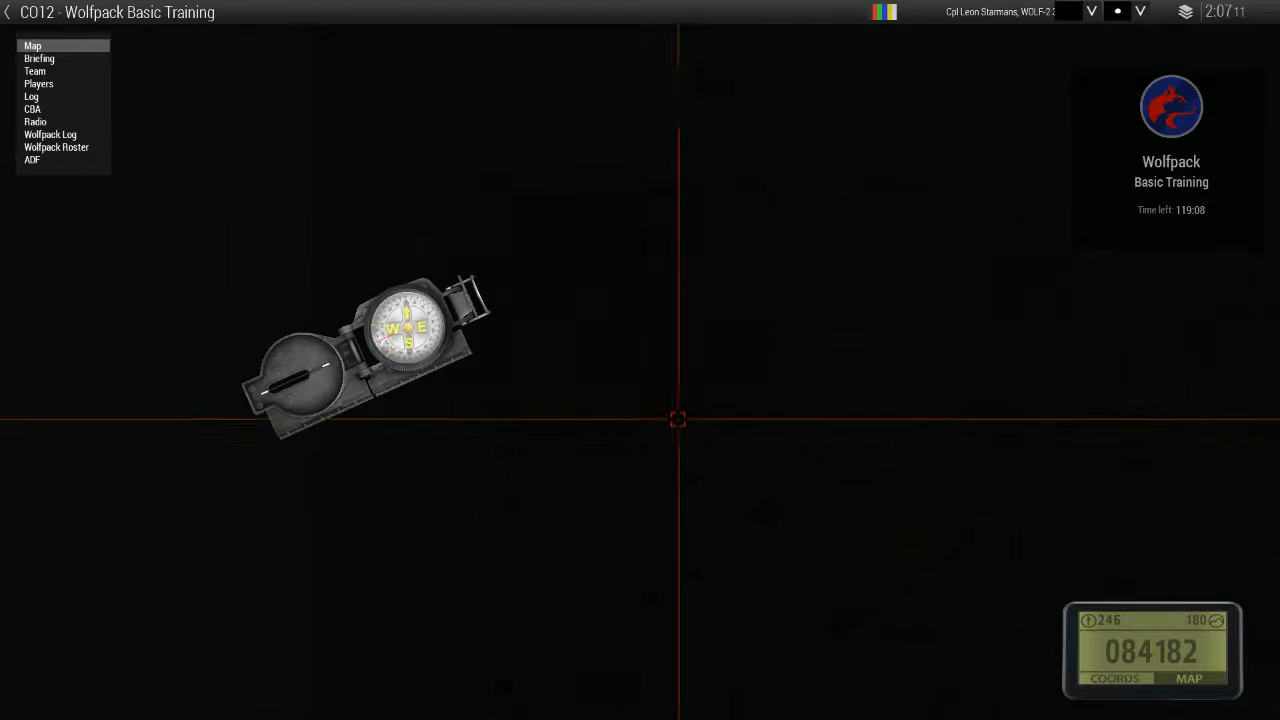 CO12 - Wolfpack Basic Training
Cpl Leon Starmans, WOLF-2
2:07 11
Map
Briefing
Team
Players
Log
CBA
Radio
Wolfpack Log
Wolfpack Roster
ADF
Wolfpack
Basic Training
Time left: 119:08
W E
S
246 180
084182
COORDS MAP